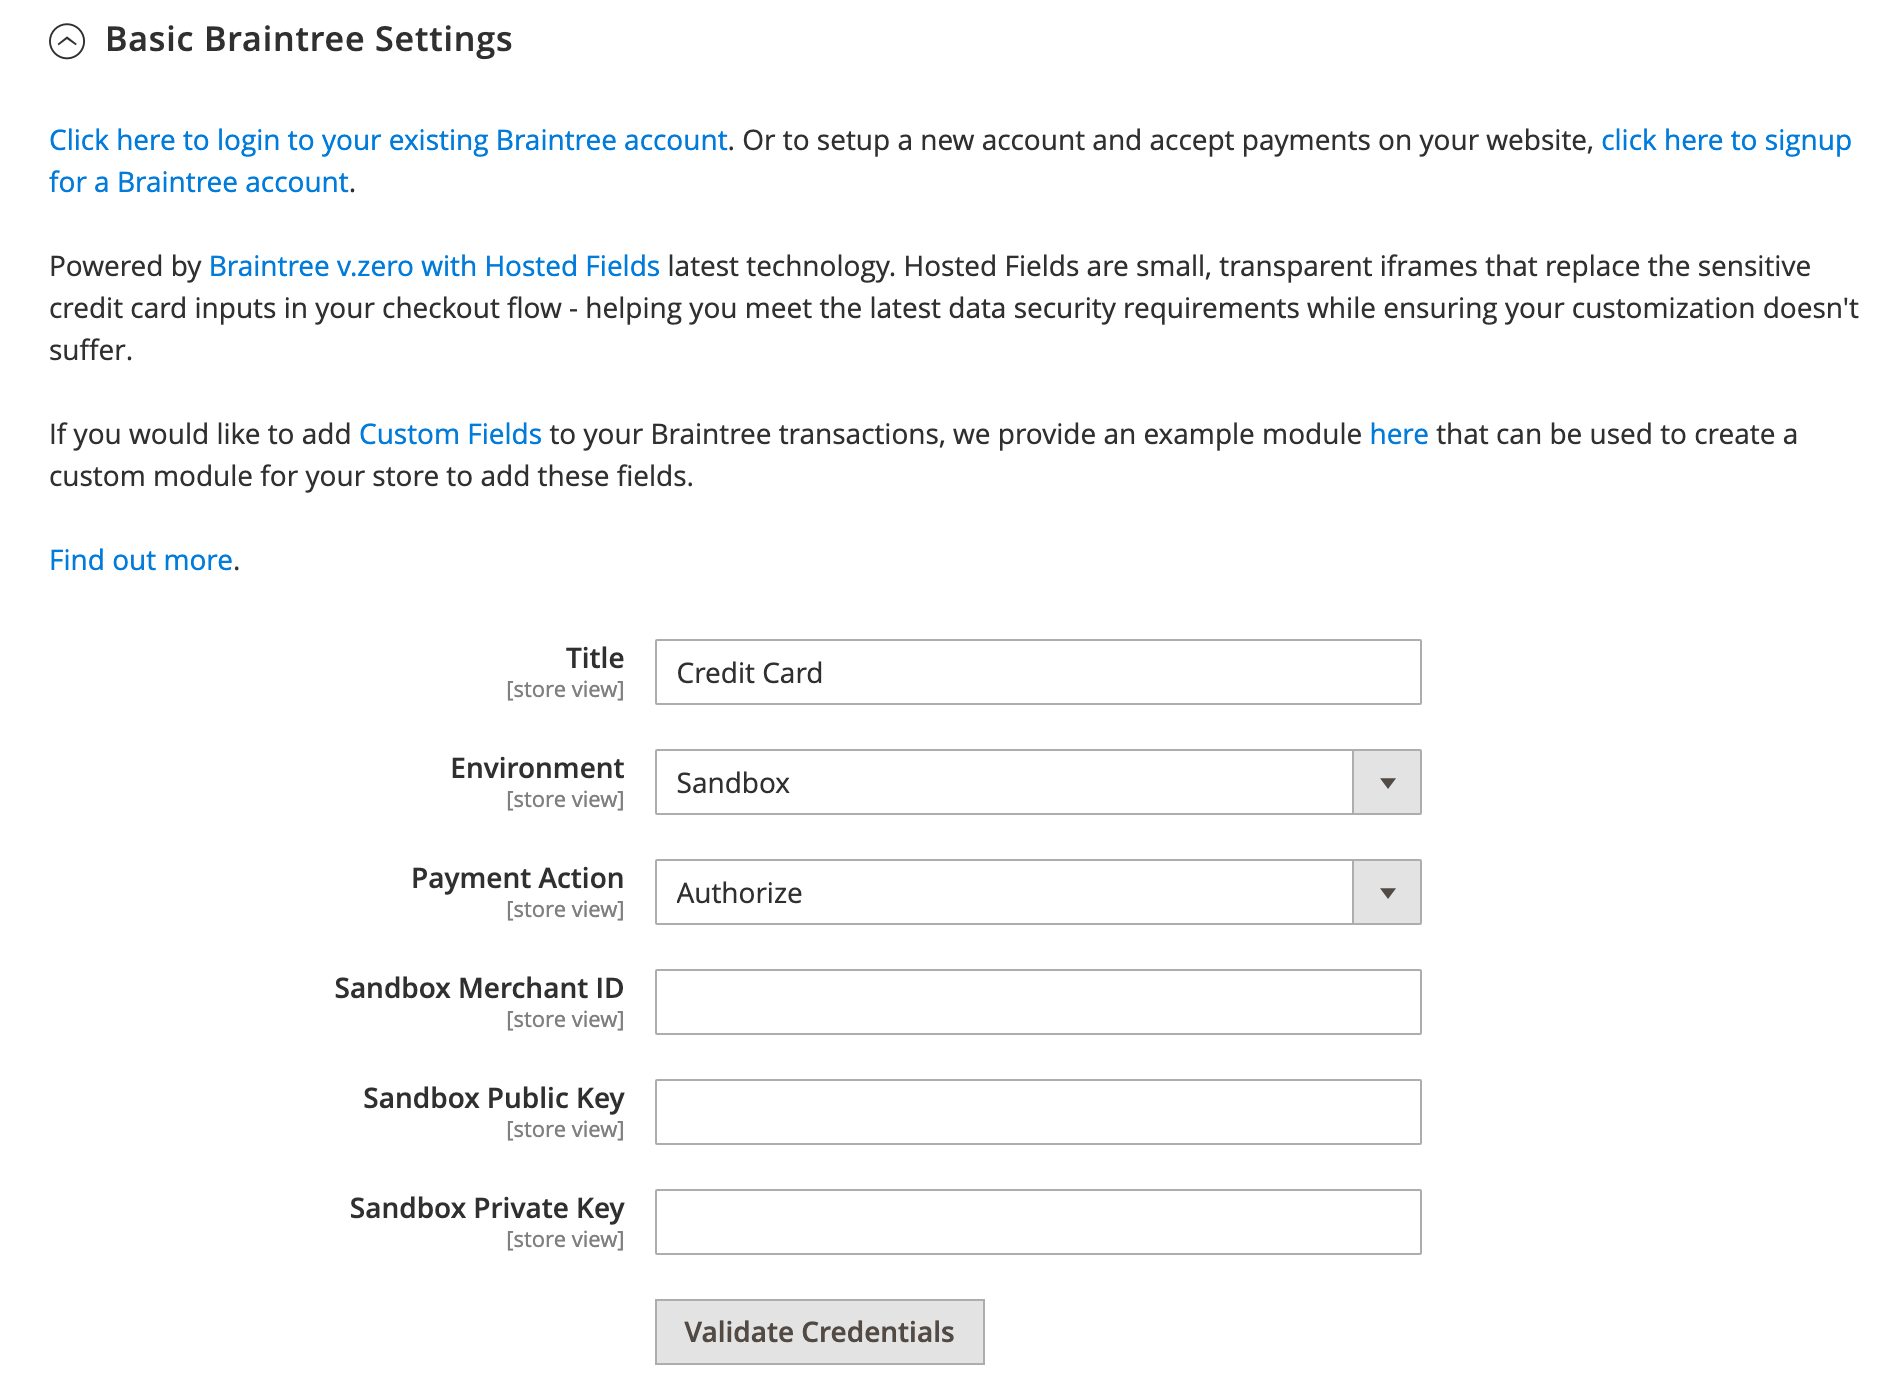 Basic Braintree Settings
Click here to login to your existing Braintree account. Or to setup a new account and accept payments on your website, click here to signup
for a Braintree account.
Powered by Braintree v.zero with Hosted Fields latest technology. Hosted Fields are small, transparent iframes that replace the sensitive
credit card inputs in your checkout flow - helping you meet the latest data security requirements while ensuring your customization doesn't
suffer.
If you would like to add Custom Fields to your Braintree transactions, we provide an example module here that can be used to create a
custom module for your store to add these fields.
Find out more.
Title
[store view]
Credit Card
Environment
[store view]
Sandbox
Payment Action
[store view]
Authorize
Sandbox Merchant ID
[store view]
Sandbox Public Key
[store view]
Sandbox Private Key
[store view]
Validate Credentials